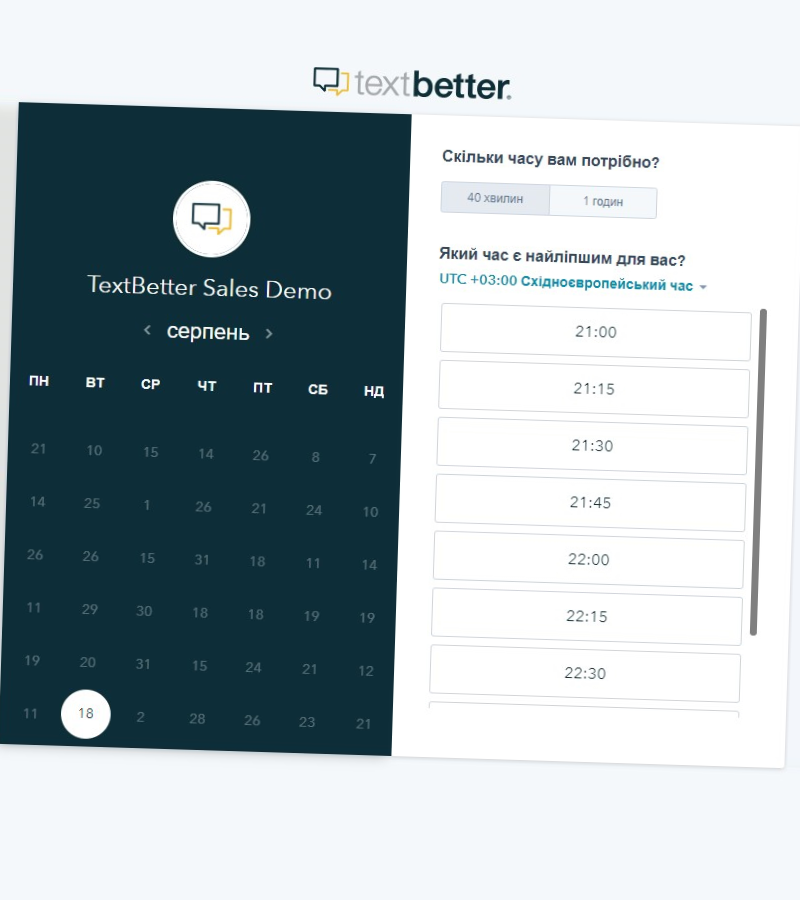 textbetter.
TextBetter Sales Demo
серпень
ПН ВТ СР ЧТ ПТ СБ НД
21 10 15 14 26 8 7
14 25 1 26 21 24 10
26 26 15 31 18 11 14
11 29 30 18 18 19 19
19 20 31 15 24 21 12
11 18 2 28 26 23 21
Скільки часу вам потрібно?
40 хвилин 1 годин
Який час є найліпшим для вас?
UTC +03:00 Східноєвропейський час
21:00
21:15
21:30
21:45
22:00
22:15
22:30